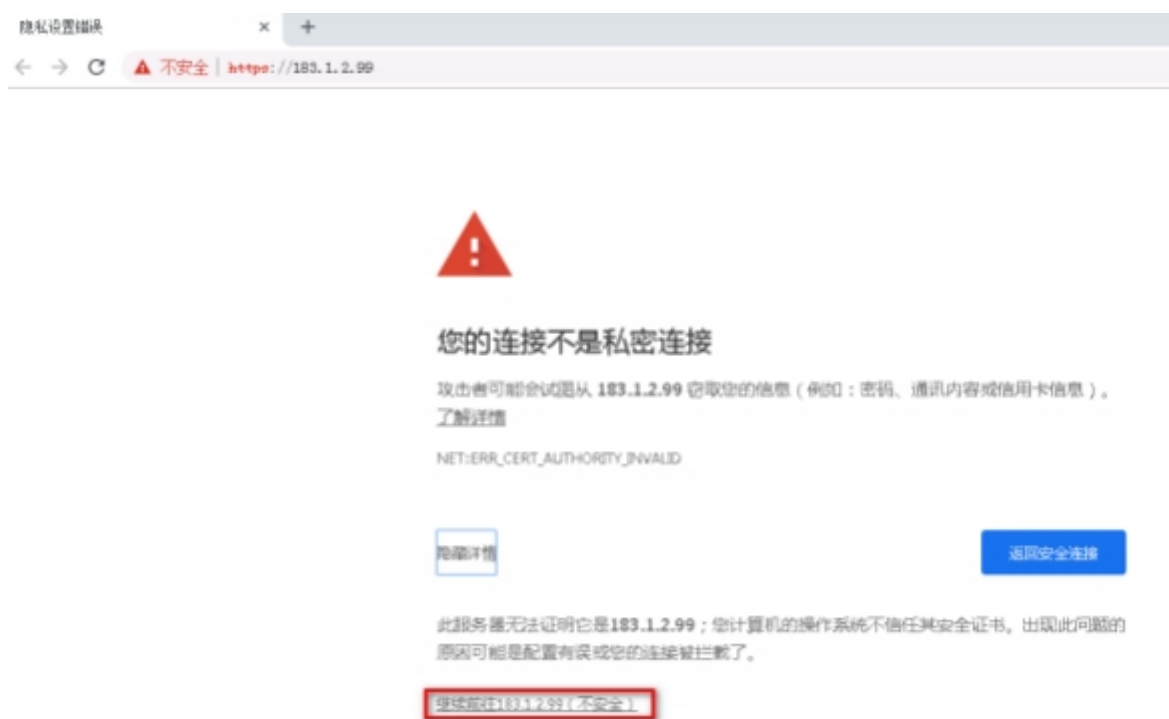 隐私设置错误 × +
不安全 | https://183.1.2.99
您的连接不是私密连接
攻击者可能会试图从 183.1.2.99 窃取您的信息(例如:密码、通讯内容或信用卡信息)。
了解详情
NET::ERR_CERT_AUTHORITY_INVALID
隐藏详情
返回安全连接
此服务器无法证明它是183.1.2.99;您计算机的操作系统不信任其安全证书。出现此问题的
原因可能是配置有误或您的连接被拦截了。
继续前往183.1.2.99(不安全)